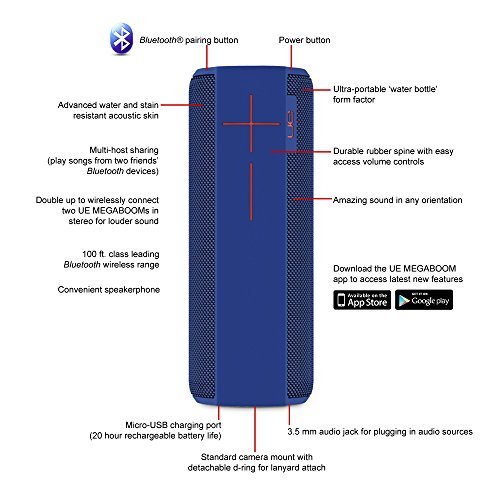 Bluetooth® pairing button
Power button
Ultra-portable ‘water bottle’
form factor
Advanced water and stain
resistant acoustic skin
UE
Multi-host sharing
(play songs from two friends’
Bluetooth devices)
Durable rubber spine with easy
access volume controls
Double up to wirelessly connect
two UE MEGABOOMs in
stereo for louder sound
Amazing sound in any orientation
100 ft. class leading
Bluetooth wireless range
Convenient speakerphone
Download the UE MEGABOOM
app to access latest new features
Available on the
App Store
GET IT ON
Google play
Micro-USB charging port
(20 hour rechargeable battery life)
3.5 mm audio jack for plugging in audio sources
Standard camera mount with
detachable d-ring for lanyard attach